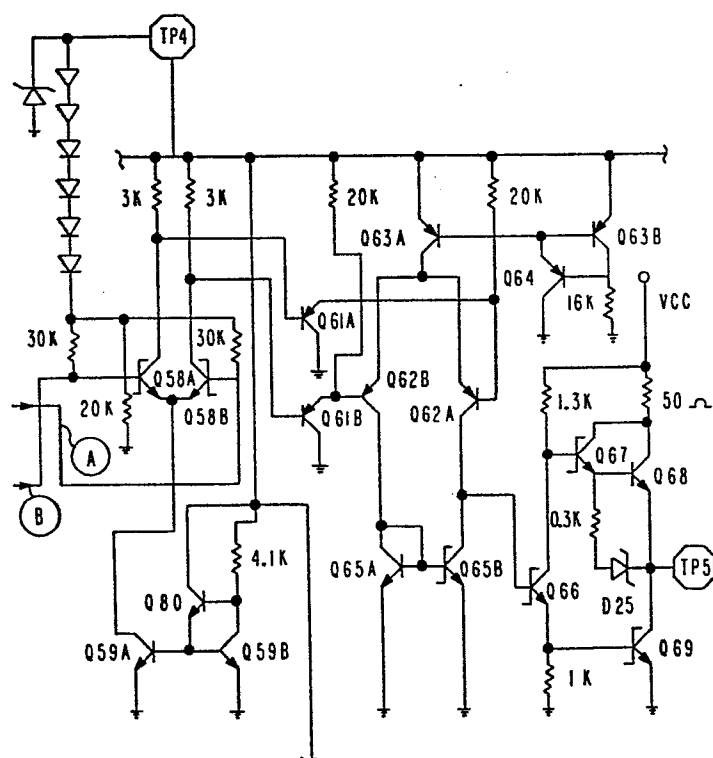 TP4
3K
3K
20K
20K
Q63A
Q63B
Q64
16K
VCC
Q61A
30K
30K
Q58A
Q62B
20K
Q58B
Q61B
Q62A
1.3K
50 Ω
A
Q67
Q68
B
0.3K
4.1K
TP5
Q80
Q65A
Q65B
Q66
D25
Q59A
Q59B
Q69
1K